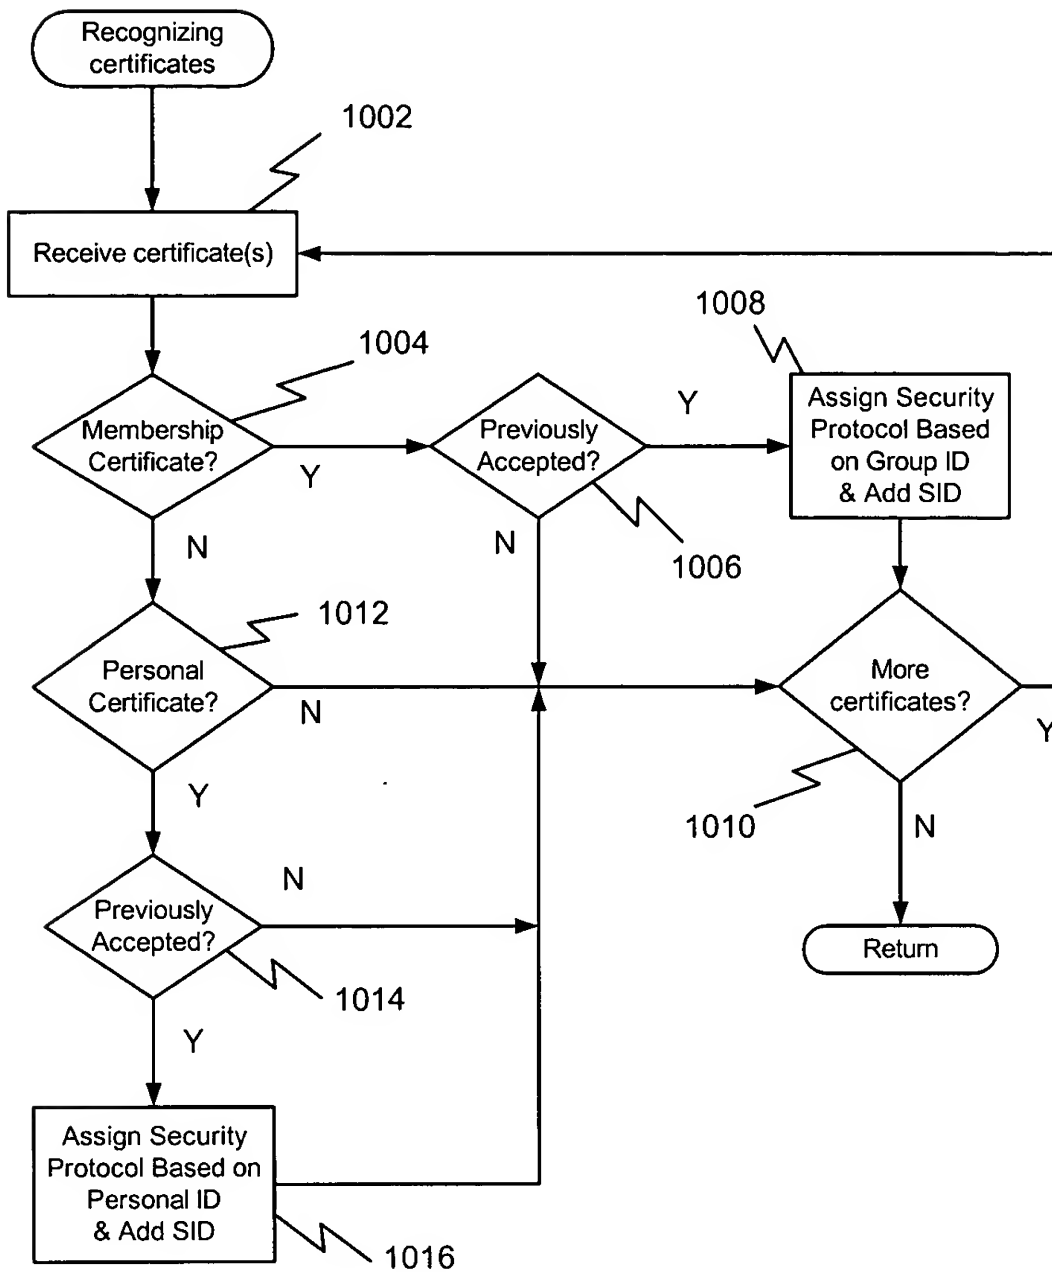 Recognizing
certificates
1002
Receive certificate(s)
1008
1004
Membership
Certificate?
Y
Previously
Accepted?
Y
Assign Security
Protocol Based
on Group ID
& Add SID
N
N
1006
1012
Personal
Certificate?
N
More
certificates?
Y
Y
1010
N
Previously
Accepted?
N
Return
1014
Y
Assign Security
Protocol Based on
Personal ID
& Add SID
1016